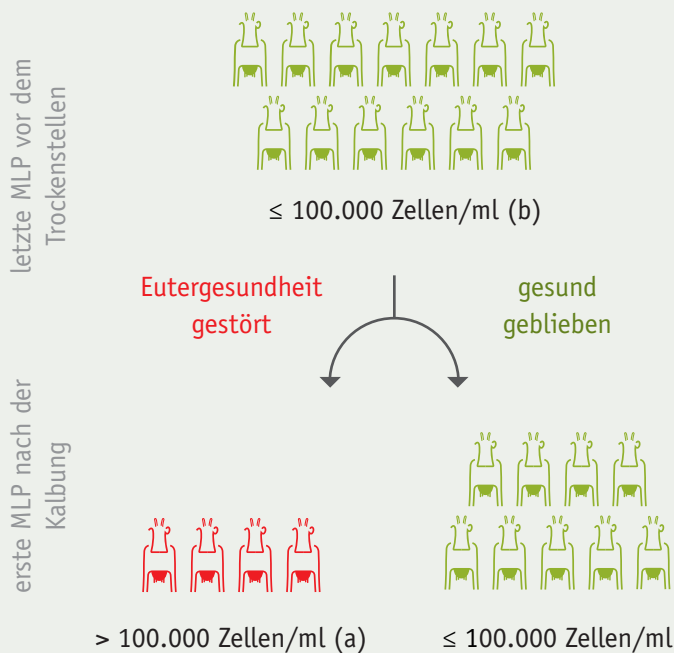 letzte MLP vor dem
Trockenstellen
≤ 100.000 Zellen/ml (b)
Eutergesundheit
gestört
gesund
geblieben
erste MLP nach der
Kalbung
> 100.000 Zellen/ml (a)
≤ 100.000 Zellen/ml